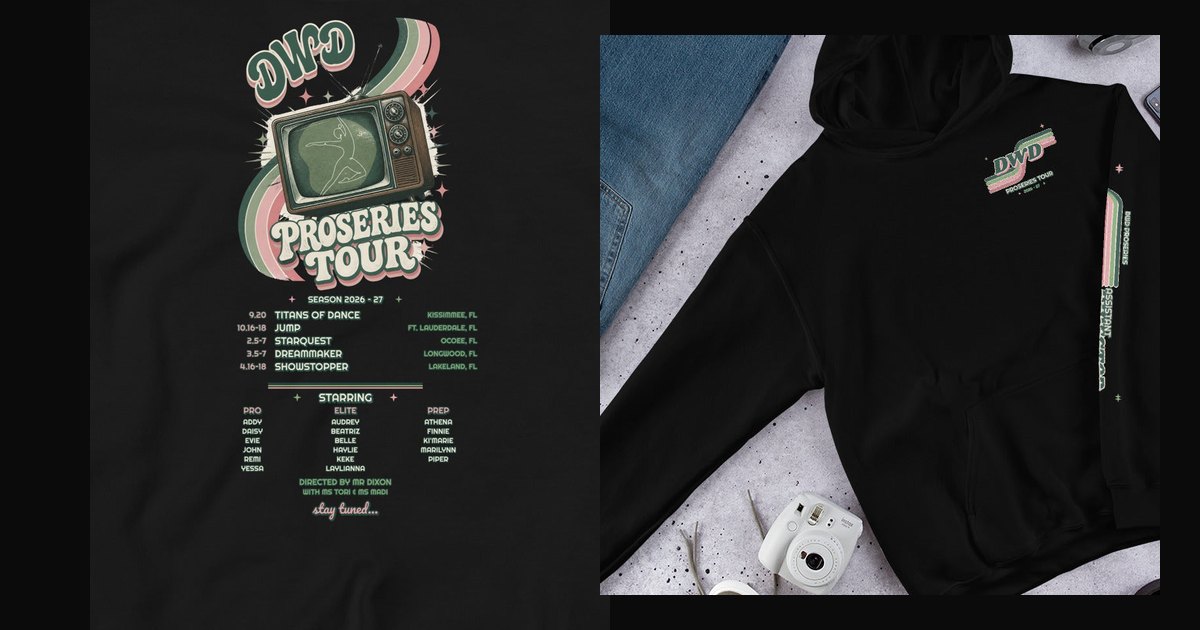 DWD
PROSERIES
TOUR
SEASON 2026 - 27
9.20 TITANS OF DANCE KISSIMMEE, FL
10.16-18 JUMP FT. LAUDERDALE, FL
2.5-7 STARQUEST OCOEE, FL
3.5-7 DREAMMAKER LONGWOOD, FL
4.16-18 SHOWSTOPPER LAKELAND, FL
STARRING
PRO ELITE PREP
ADDY AUDREY ATHENA
DAISY BEATRIZ FINNIE
EVIE BELLE KI'MARIE
JOHN HAYLIE MARILYNN
REMI KEKE PIPER
YESSA LAYLIANNA
DIRECTED BY MR DIXON
WITH MS TORI & MS MADI
stay tuned...
DWD
PROSERIES TOUR
2026 - 27
DWD PROSERIES
ASSISTANT